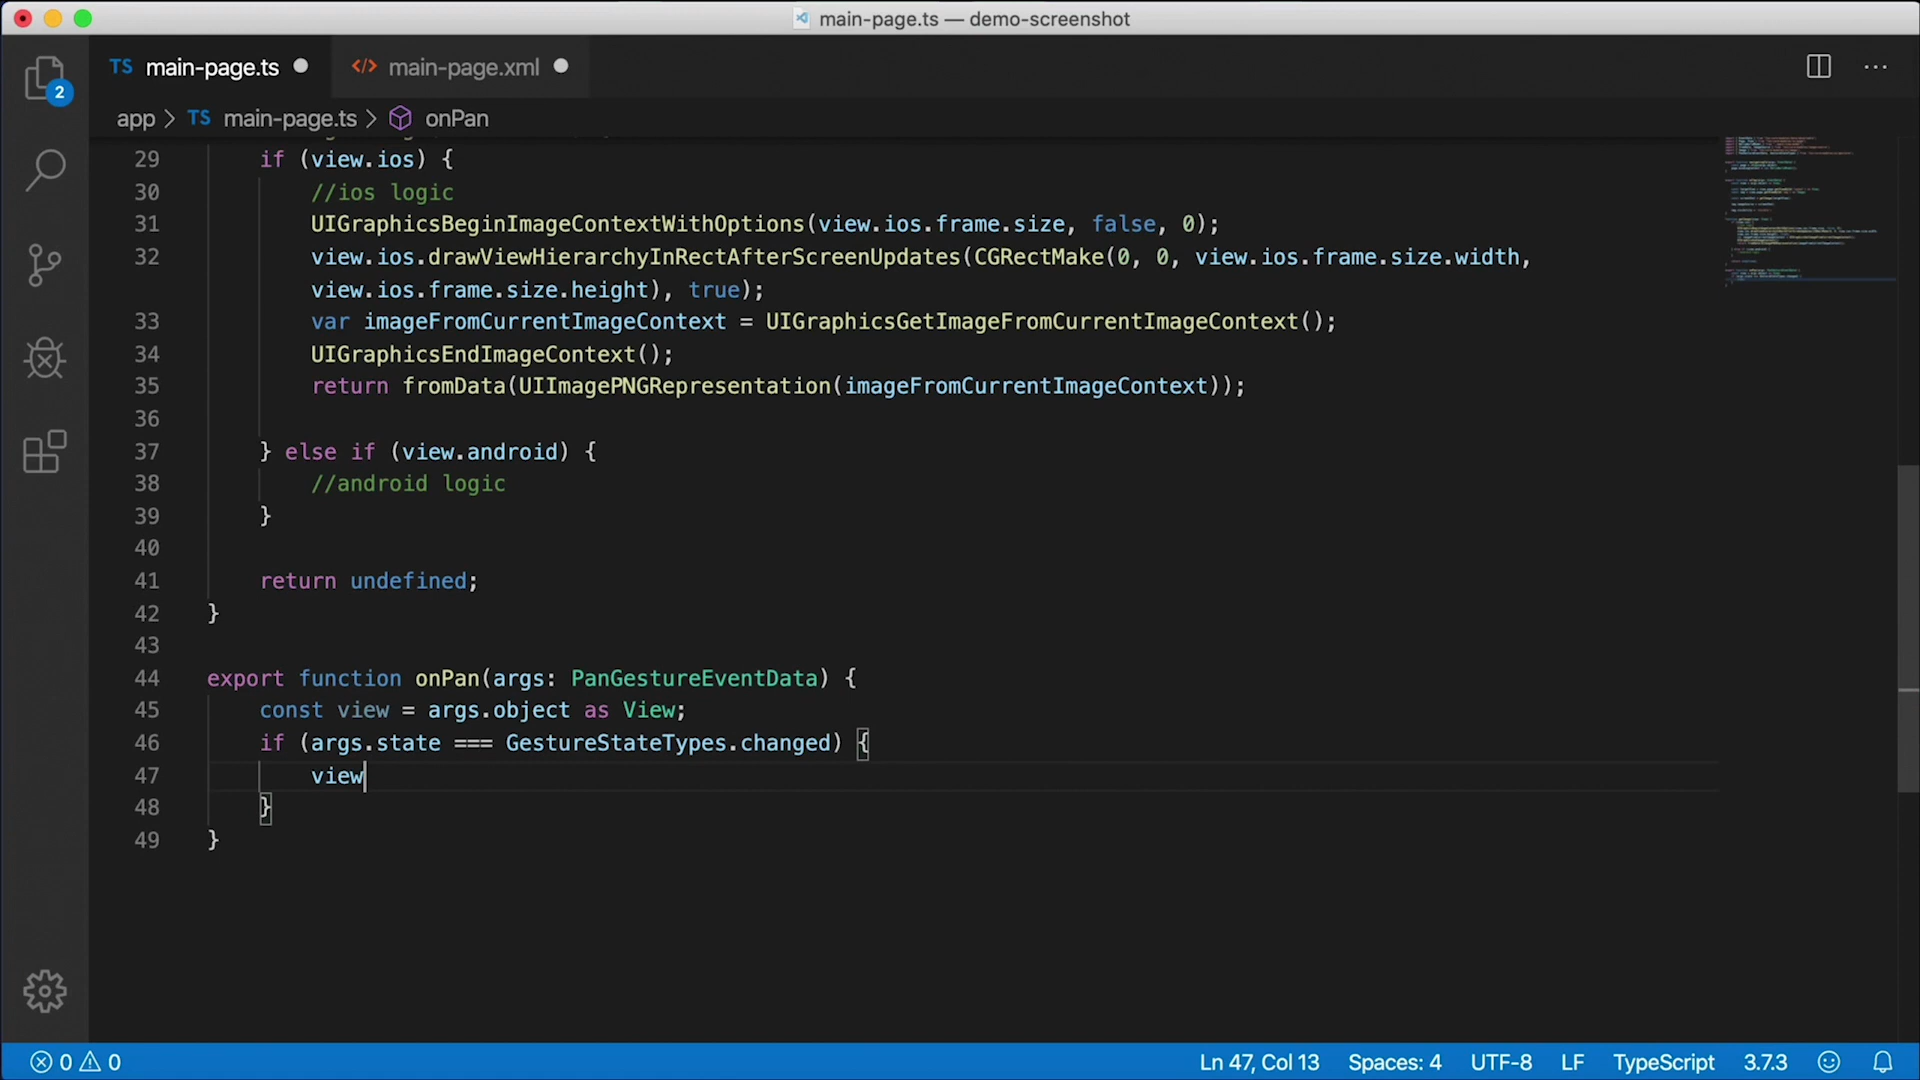 main-page.ts — demo-screenshot
TS main-page.ts
main-page.xml
2
app > TS main-page.ts > onPan
29 if (view.ios) {
30 //ios logic
31 UIGraphicsBeginImageContextWithOptions(view.ios.frame.size, false, 0);
32 view.ios.drawViewHierarchyInRectAfterScreenUpdates(CGRectMake(0, 0, view.ios.frame.size.width,
view.ios.frame.size.height), true);
33 var imageFromCurrentImageContext = UIGraphicsGetImageFromCurrentImageContext();
34 UIGraphicsEndImageContext();
35 return fromData(UIImagePNGRepresentation(imageFromCurrentImageContext));
36
37 } else if (view.android) {
38 //android logic
39 }
40
41 return undefined;
42 }
43
44 export function onPan(args: PanGestureEventData) {
45 const view = args.object as View;
46 if (args.state === GestureStateTypes.changed) {
47 view
48 }
49 }
0 0 Ln 47, Col 13 Spaces: 4 UTF-8 LF TypeScript 3.7.3